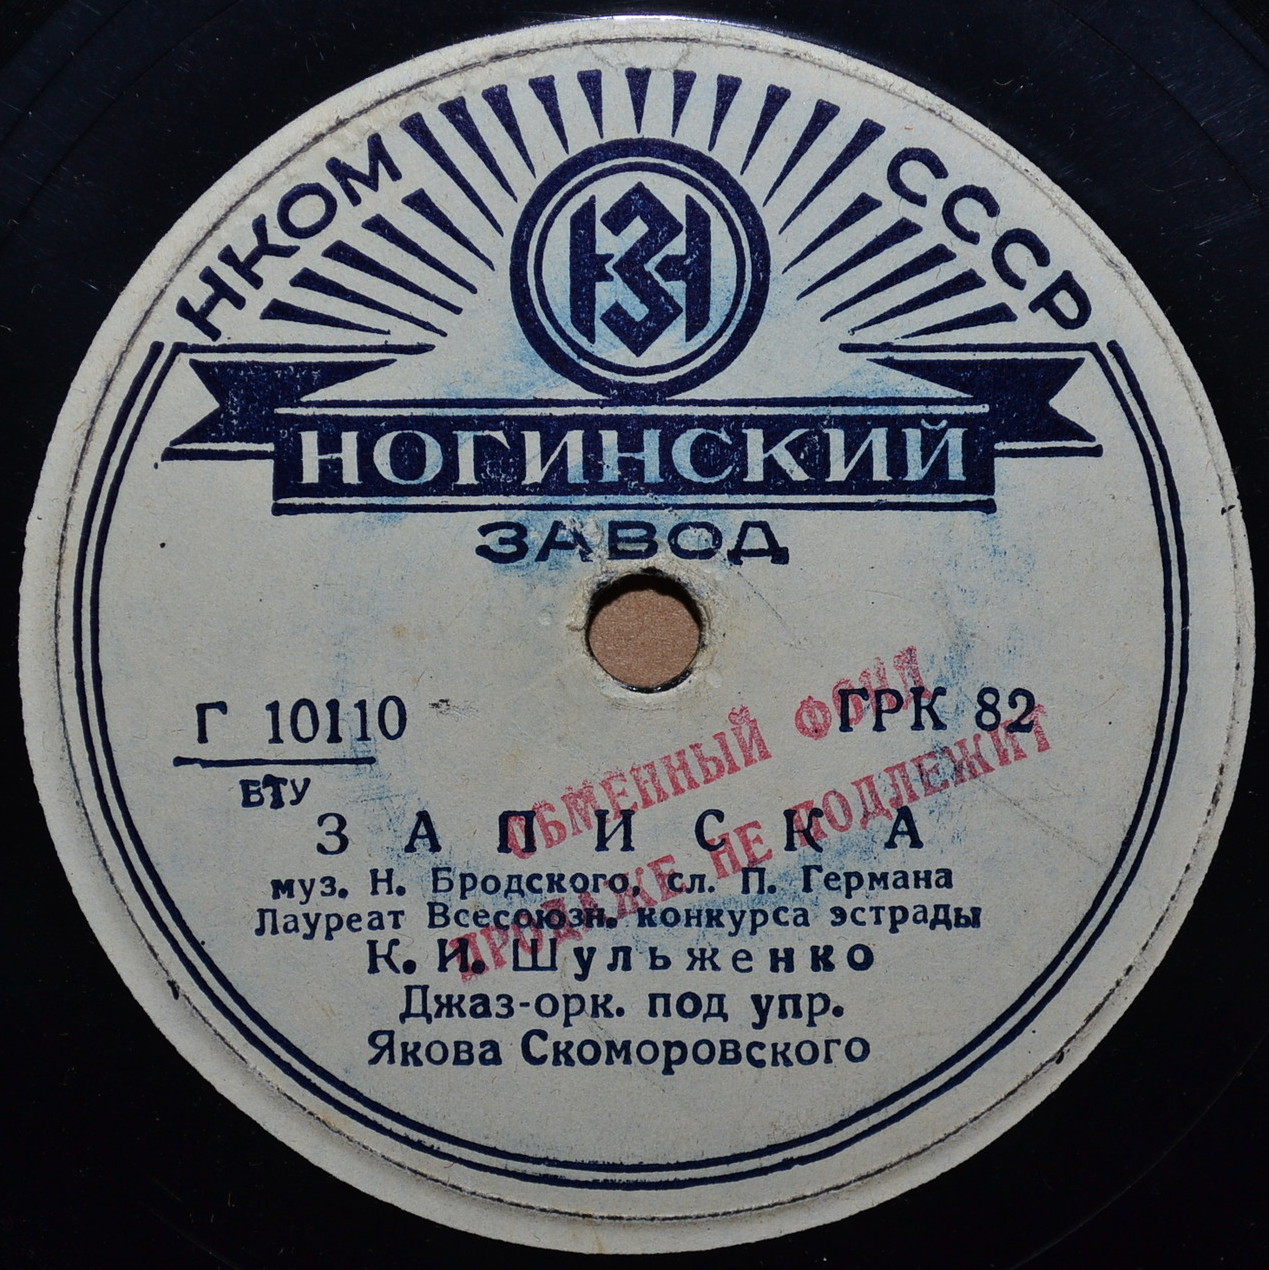 НКОМ СССР
НЗ
НОГИНСКИЙ
ЗАВОД
Г 10110
ГРК 82
ВТУ
ОБМЕННЫЙ ФОНД
ПРОДАЖЕ НЕ ПОДЛЕЖИТ
ЗАПИСКА
муз. Н. Бродского, сл. П. Германа
Лауреат Всесоюзн. конкурса эстрады
К. И. Шульженко
Джаз-орк. под упр.
Якова Скоморовского